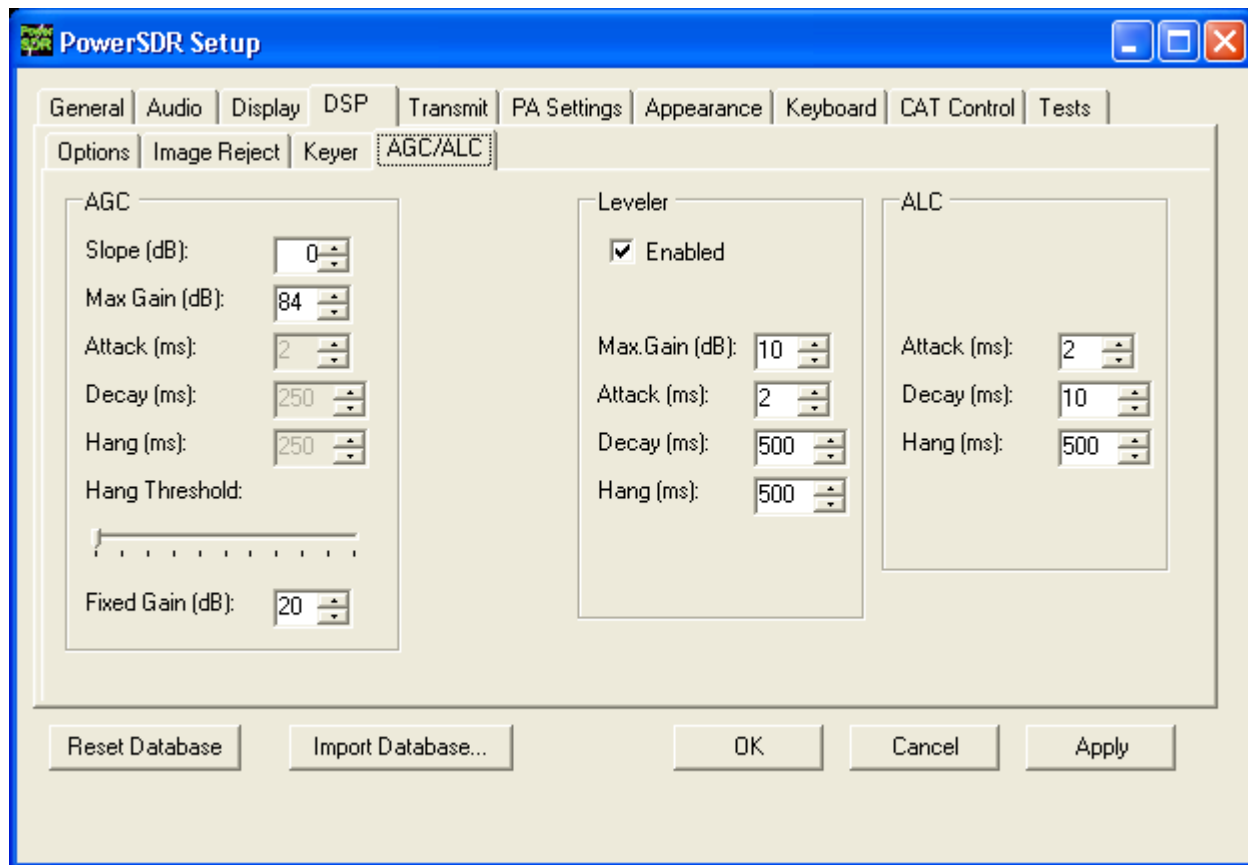 Power SDR PowerSDR Setup
General Audio Display DSP Transmit PA Settings Appearance Keyboard CAT Control Tests
Options Image Reject Keyer AGC/ALC
AGC
Slope (dB): 0
Max Gain (dB): 84
Attack (ms): 2
Decay (ms): 250
Hang (ms): 250
Hang Threshold:
Fixed Gain (dB): 20
Leveler
Enabled
Max.Gain (dB): 10
Attack (ms): 2
Decay (ms): 500
Hang (ms): 500
ALC
Attack (ms): 2
Decay (ms): 10
Hang (ms): 500
Reset Database Import Database... OK Cancel Apply